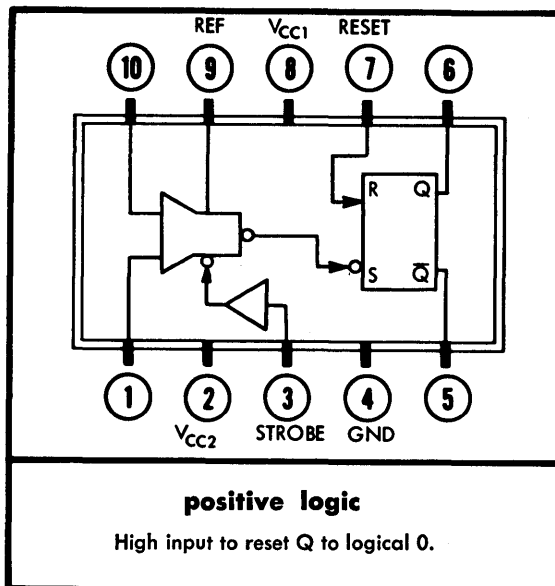 REF VCC1 RESET
10 9 8 7 6
R Q
S Q̅
1 2 3 4 5
VCC2 STROBE GND
positive logic
High input to reset Q to logical 0.